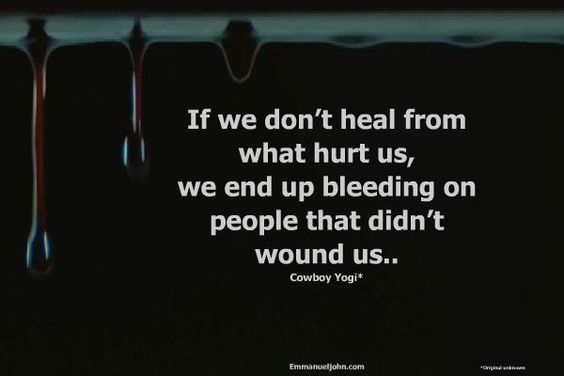 If we don't heal from
what hurt us,
we end up bleeding on
people that didn't
wound us..
Cowboy Yogi*
EmmanuelJohn.com
*Original unknown